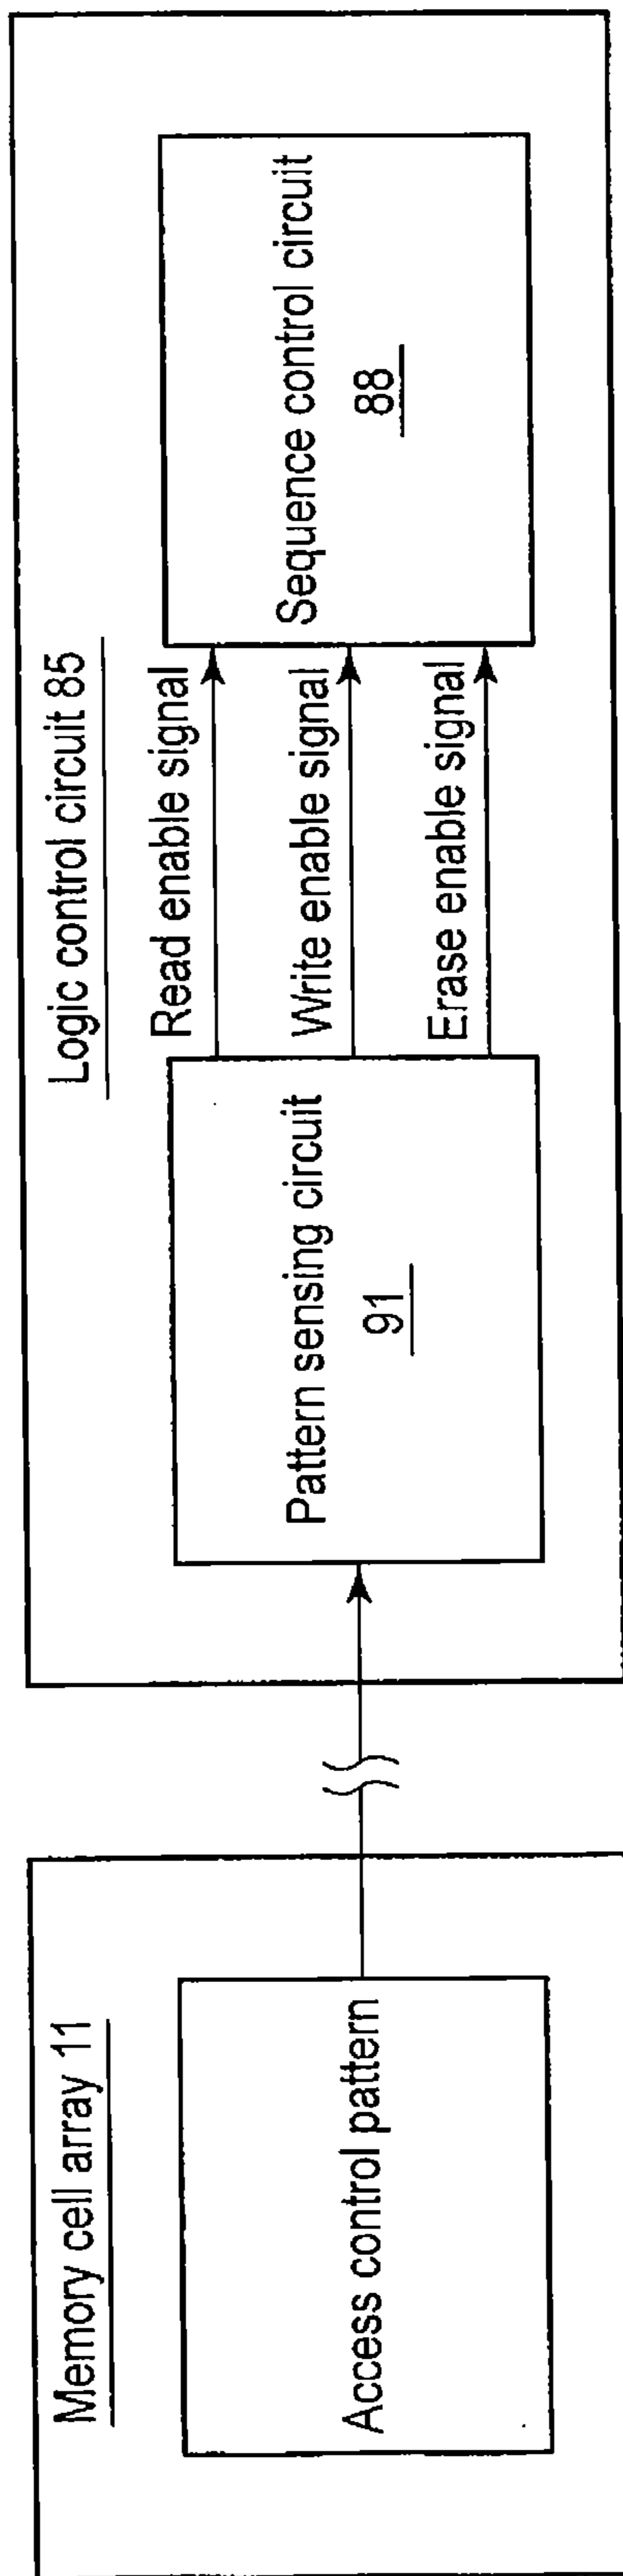 Memory cell array 11
Access control pattern
Logic control circuit 85
Pattern sensing circuit
91
Read enable signal
Write enable signal
Erase enable signal
Sequence control circuit
88